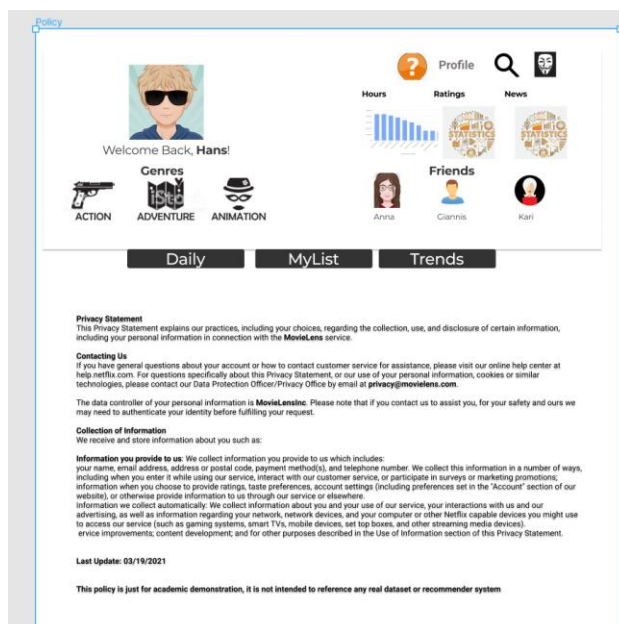 Policy
Profile
Hours Ratings News
STATISTICS STATISTICS
Welcome Back, Hans!
Genres
Friends
iSto
ACTION ADVENTURE ANIMATION
Anna Giannis Kari
Daily MyList Trends
Privacy Statement
This Privacy Statement explains our practices, including your choices, regarding the collection, use, and disclosure of certain information,
including your personal information in connection with the MovieLens service.
Contacting Us
If you have general questions about your account or how to contact customer service for assistance, please visit our online help center at
help.netflix.com. For questions specifically about this Privacy Statement, or our use of your personal information, cookies or similar
technologies, please contact our Data Protection Officer/Privacy Office by email at privacy@movielens.com.
The data controller of your personal information is MovieLensInc. Please note that if you contact us to assist you, for your safety and ours we
may need to authenticate your identity before fulfilling your request.
Collection of Information
We receive and store information about you such as:
Information you provide to us: We collect information you provide to us which includes:
your name, email address, address or postal code, payment method(s), and telephone number. We collect this information in a number of ways,
including when you enter it while using our service, interact with our customer service, or participate in surveys or marketing promotions;
information when you choose to provide ratings, taste preferences, account settings (including preferences set in the "Account" section of our
website), or otherwise provide information to us through our service or elsewhere.
Information we collect automatically: We collect information about you and your use of our service, your interactions with us and our
advertising, as well as information regarding your network, network devices, and your computer or other Netflix capable devices you might use
to access our service (such as gaming systems, smart TVs, mobile devices, set top boxes, and other streaming media devices).
ervice improvements; content development; and for other purposes described in the Use of Information section of this Privacy Statement.
Last Update: 03/19/2021
This policy is just for academic demonstration, it is not intended to reference any real dataset or recommender system